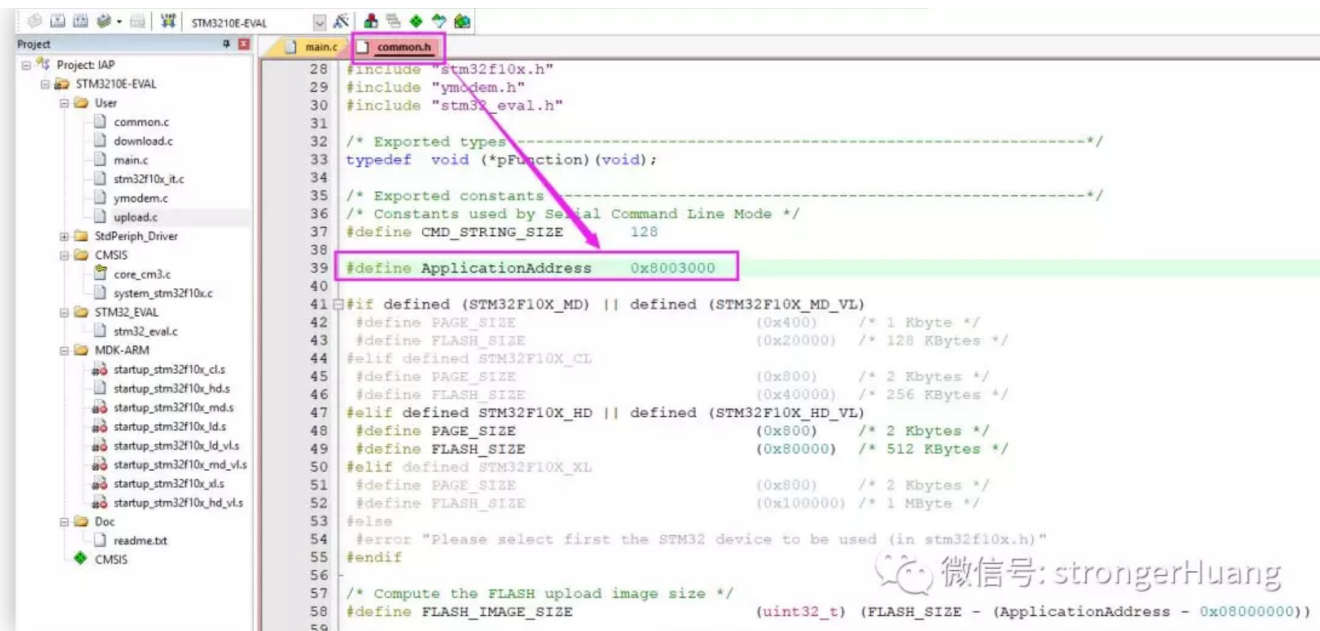 STM3210E-EVAL
Project
Project: IAP
STM3210E-EVAL
User
common.c
download.c
main.c
stm32f10x_it.c
ymodem.c
upload.c
StdPeriph_Driver
CMSIS
core_cm3.c
system_stm32f10x.c
STM32_EVAL
stm32_eval.c
MDK-ARM
startup_stm32f10x_cl.s
startup_stm32f10x_hd.s
startup_stm32f10x_md.s
startup_stm32f10x_ld.s
startup_stm32f10x_ld_vl.s
startup_stm32f10x_md_vl.s
startup_stm32f10x_xl.s
startup_stm32f10x_hd_vl.s
Doc
readme.txt
CMSIS
main.c common.h
28 #include "stm32f10x.h"
29 #include "ymodem.h"
30 #include "stm32_eval.h"
31
32 /* Exported types ------------------------------------------------------------*/
33 typedef  void (*pFunction)(void);
34
35 /* Exported constants --------------------------------------------------------*/
36 /* Constants used by Serial Command Line Mode */
37 #define CMD_STRING_SIZE       128
38
39 #define ApplicationAddress    0x8003000
40
41 #if defined (STM32F10X_MD) || defined (STM32F10X_MD_VL)
42  #define PAGE_SIZE                         (0x400)    /* 1 Kbyte */
43  #define FLASH_SIZE                        (0x20000)  /* 128 KBytes */
44 #elif defined STM32F10X_CL
45  #define PAGE_SIZE                         (0x800)    /* 2 Kbytes */
46  #define FLASH_SIZE                        (0x40000)  /* 256 KBytes */
47 #elif defined STM32F10X_HD || defined (STM32F10X_HD_VL)
48  #define PAGE_SIZE                         (0x800)    /* 2 Kbytes */
49  #define FLASH_SIZE                        (0x80000)  /* 512 KBytes */
50 #elif defined STM32F10X_XL
51  #define PAGE_SIZE                         (0x800)    /* 2 Kbytes */
52  #define FLASH_SIZE                        (0x100000) /* 1 MByte */
53 #else
54  #error "Please select first the STM32 device to be used (in stm32f10x.h)"
55 #endif
56
57 /* Compute the FLASH upload image size */
58 #define FLASH_IMAGE_SIZE                   (uint32_t) (FLASH_SIZE - (ApplicationAddress - 0x08000000))
59
微信号: strongerHuang